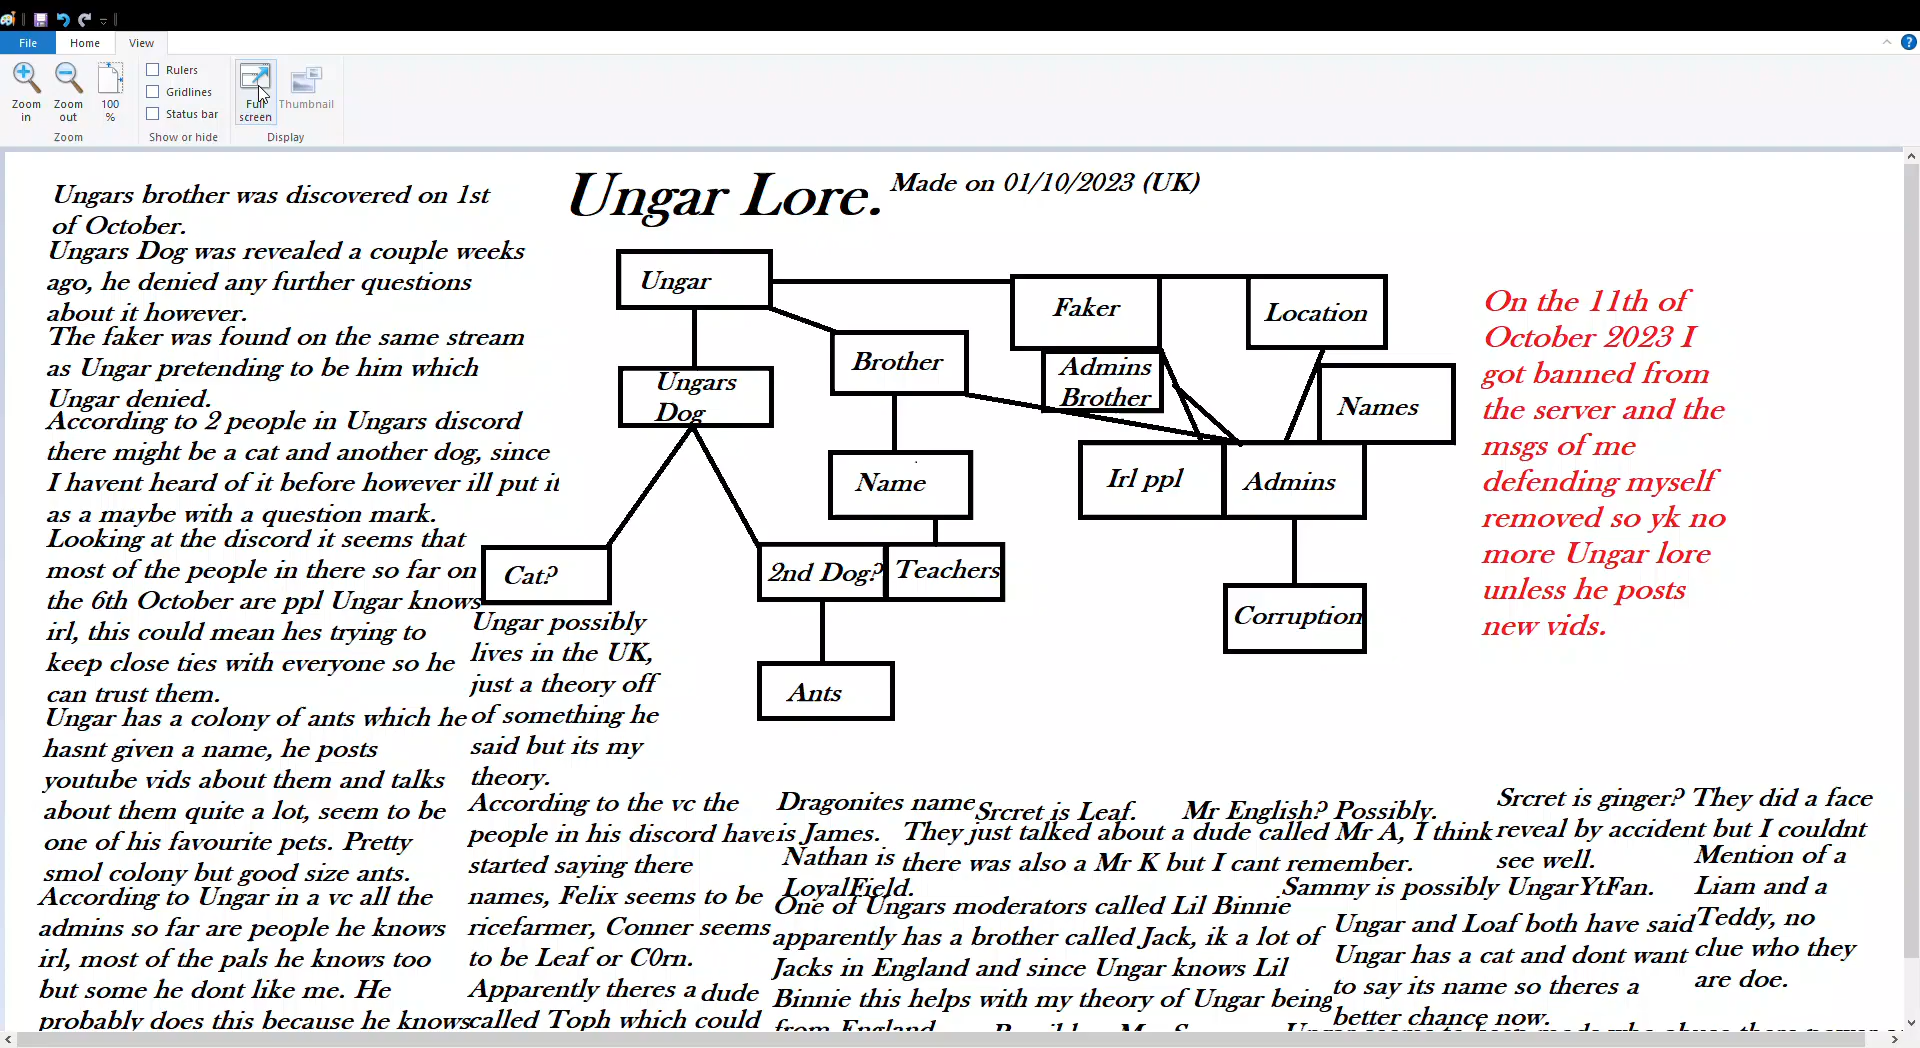 File
Home
View
Zoom in
Zoom out
100 %
Rulers
Gridlines
Status bar
Full screen
Thumbnail
Zoom
Show or hide
Display
Ungar Lore.
Made on 01/10/2023 (UK)
Ungars brother was discovered on 1st
of October.
Ungars Dog was revealed a couple weeks
ago, he denied any further questions
about it however.
The faker was found on the same stream
as Ungar pretending to be him which
Ungar denied.
According to 2 people in Ungars discord
there might be a cat and another dog, since
I havent heard of it before however ill put it
as a maybe with a question mark.
Looking at the discord it seems that
most of the people in there so far on
the 6th October are ppl Ungar knows
irl, this could mean hes trying to
keep close ties with everyone so he
can trust them.
Ungar has a colony of ants which he
hasnt given a name, he posts
youtube vids about them and talks
about them quite a lot, seem to be
one of his favourite pets. Pretty
smol colony but good size ants.
According to Ungar in a vc all the
admins so far are people he knows
irl, most of the pals he knows too
but some he dont like me. He
probably does this because he knows
Ungar
Faker
Location
Brother
Admins
Brother
Ungars
Dog
Names
Name
Irl ppl
Admins
Cat?
2nd Dog?
Teachers
Corruption
Ants
On the 11th of
October 2023 I
got banned from
the server and the
msgs of me
defending myself
removed so yk no
more Ungar lore
unless he posts
new vids.
Ungar possibly
lives in the UK,
just a theory off
of something he
said but its my
theory.
According to the vc the
people in his discord have
started saying there
names, Felix seems to be
ricefarmer, Conner seems
to be Leaf or C0rn.
Apparently theres a dude
called Toph which could
Dragonites name
is James.
Srcret is Leaf.
Mr English? Possibly.
They just talked about a dude called Mr A, I think
there was also a Mr K but I cant remember.
Nathan is
LoyalField.
Srcret is ginger? They did a face
reveal by accident but I couldnt
see well.
Sammy is possibly UngarYtFan.
Mention of a
Liam and a
Teddy, no
clue who they
are doe.
One of Ungars moderators called Lil Binnie
apparently has a brother called Jack, ik a lot of
Jacks in England and since Ungar knows Lil
Binnie this helps with my theory of Ungar being
from England
Ungar and Loaf both have said
Ungar has a cat and dont want
to say its name so theres a
better chance now.